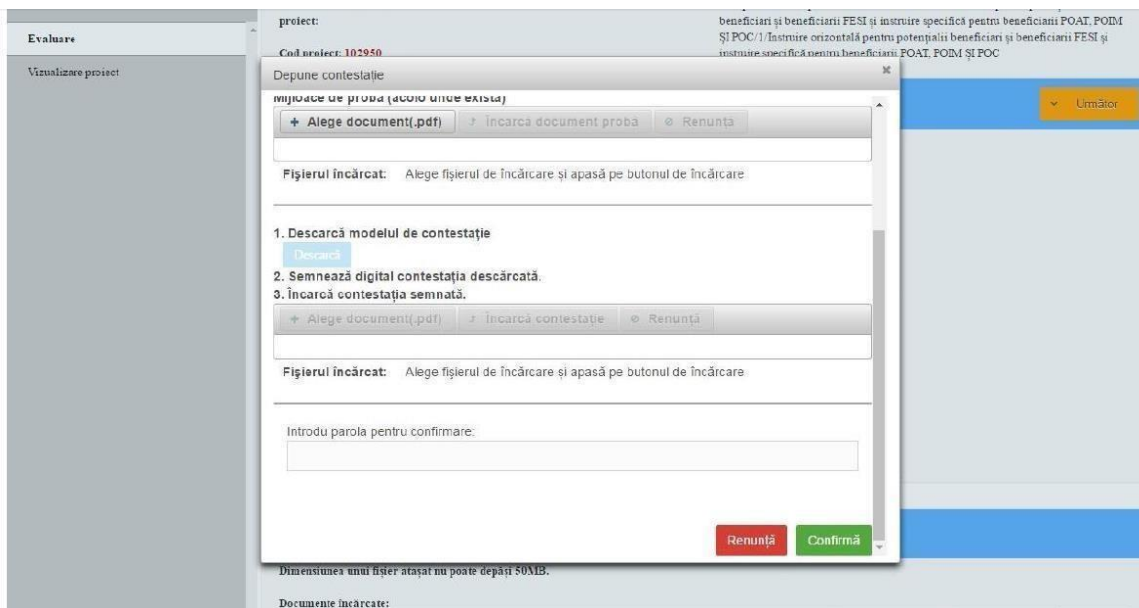 Evaluare
Vizualizare proiect
proiect:
Cod proiect: 102950
beneficiari și beneficiarii FESI și instruire specifică pentru beneficiarii POAT, POIM
ȘI POC/1/Instruire orizontală pentru potențialii beneficiari și beneficiarii FESI și
instruire specifică pentru beneficiarii POAT, POIM ȘI POC
Următor
Depune contestație
Mijloace de probă (acolo unde există)
+ Alege document(.pdf) Încarcă document probă Renunță
Fișierul încărcat: Alege fișierul de încărcare și apasă pe butonul de încărcare
1. Descarcă modelul de contestație
Descarcă
2. Semnează digital contestația descărcată.
3. Încarcă contestația semnată.
+ Alege document(.pdf) Încarcă contestație Renunță
Fișierul încărcat: Alege fișierul de încărcare și apasă pe butonul de încărcare
Introdu parola pentru confirmare:
Renunță Confirmă
Dimensiunea unui fișier atașat nu poate depăși 50MB.
Documente încărcate: